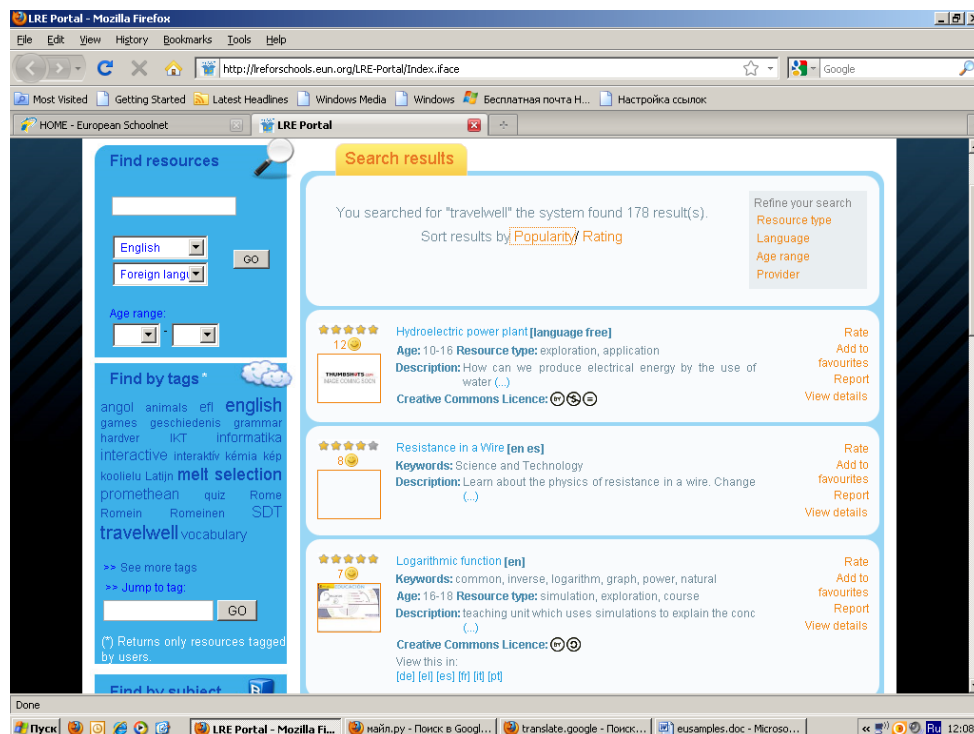 LRE Portal - Mozilla Firefox
File Edit View History Bookmarks Tools Help
http://lreforschools.eun.org/LRE-Portal/Index.iface
Google
Most Visited Getting Started Latest Headlines Windows Media Windows Бесплатная почта H... Настройка ссылок
HOME - European Schoolnet
LRE Portal
Find resources
English
Foreign langu
GO
Age range:
-
Find by tags *
angol animals efl english
games geschiedenis grammar
hardver IKT informatika
interactive interaktív kémia kép
koolielu Latijn melt selection
promethean quiz Rome
Romein Romeinen SDT
travelwell vocabulary
>> See more tags
>> Jump to tag:
GO
(*) Returns only resources tagged
by users.
Find by subject
Search results
You searched for "travelwell" the system found 178 result(s).
Sort results by Popularity/ Rating
Refine your search
Resource type
Language
Age range
Provider
12
THUMBSHOTS.com
IMAGE COMING SOON
Hydroelectric power plant [language free]
Age: 10-16 Resource type: exploration, application
Description: How can we produce electrical energy by the use of
water (...)
Creative Commons Licence:
Rate
Add to
favourites
Report
View details
8
Resistance in a Wire [en es]
Keywords: Science and Technology
Description: Learn about the physics of resistance in a wire. Change
(...)
Rate
Add to
favourites
Report
View details
7
Logarithmic function [en]
Keywords: common, inverse, logarithm, graph, power, natural
Age: 16-18 Resource type: simulation, exploration, course
Description: teaching unit which uses simulations to explain the conc
(...)
Creative Commons Licence:
View this in:
[de] [el] [es] [fr] [it] [pt]
Rate
Add to
favourites
Report
View details
Done
Пуск
LRE Portal - Mozilla Fi...
майл.ру - Поиск в Googl...
translate.google - Поиск...
eusamples.doc - Microso...
Ru 12:08